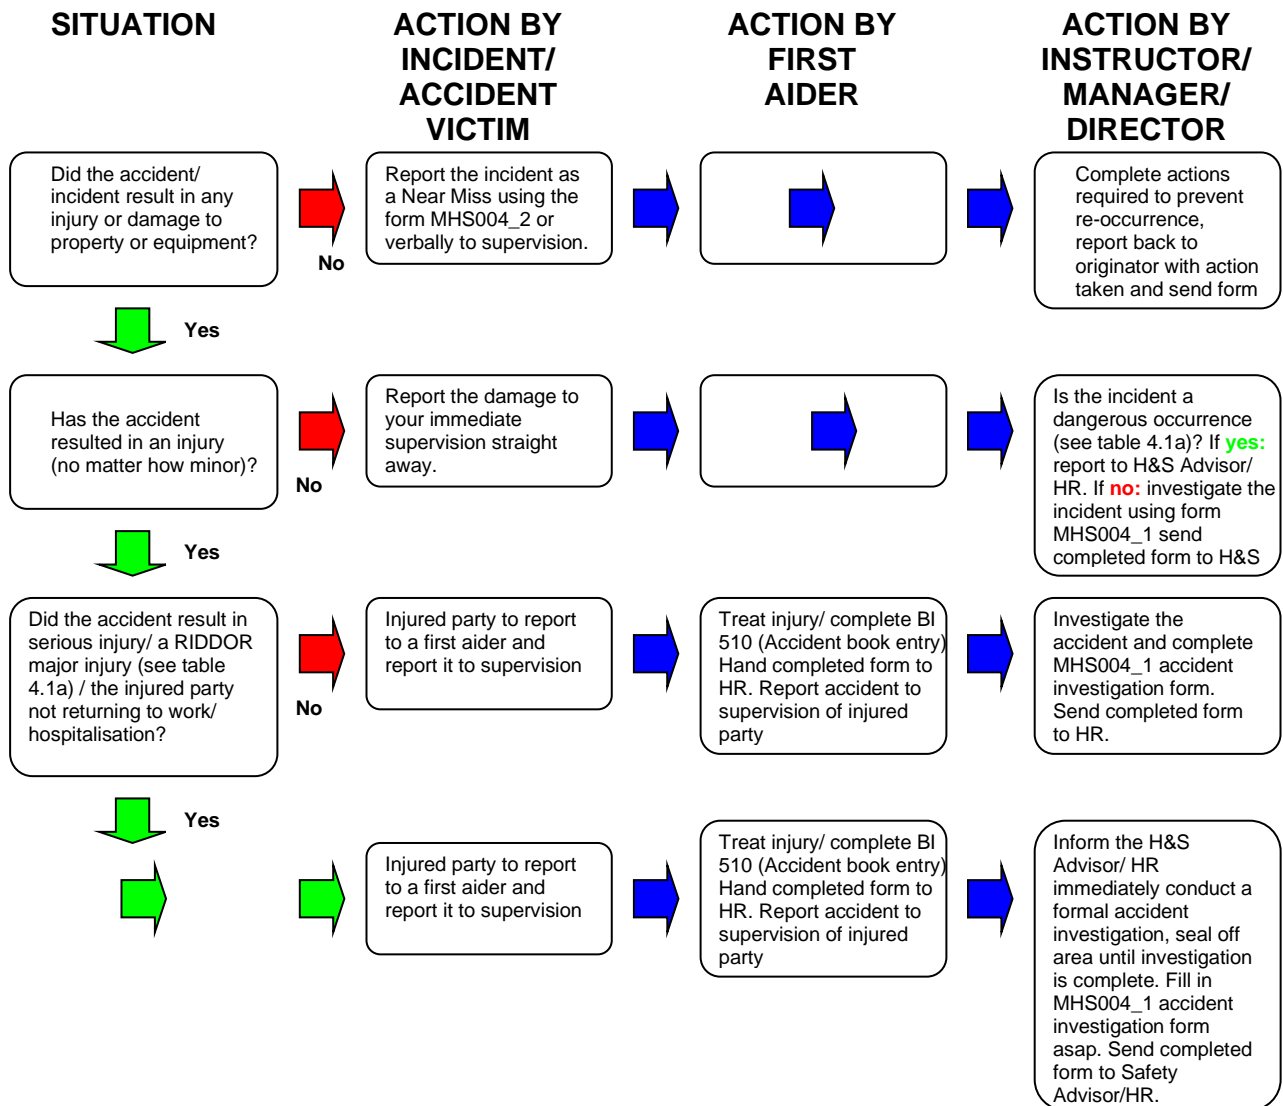 SITUATION
ACTION BY
INCIDENT/
ACCIDENT
VICTIM
ACTION BY
FIRST
AIDER
ACTION BY
INSTRUCTOR/
MANAGER/
DIRECTOR
Did the accident/
incident result in any
injury or damage to
property or equipment?
No
Report the incident as
a Near Miss using the
form MHS004_2 or
verbally to supervision.
Complete actions
required to prevent
re-occurrence,
report back to
originator with action
taken and send form
Yes
Has the accident
resulted in an injury
(no matter how minor)?
No
Report the damage to
your immediate
supervision straight
away.
Is the incident a
dangerous occurrence
(see table 4.1a)? If yes:
report to H&S Advisor/
HR. If no: investigate the
incident using form
MHS004_1 send
completed form to H&S
Yes
Did the accident result in
serious injury/ a RIDDOR
major injury (see table
4.1a) / the injured party
not returning to work/
hospitalisation?
No
Injured party to report
to a first aider and
report it to supervision
Treat injury/ complete BI
510 (Accident book entry)
Hand completed form to
HR. Report accident to
supervision of injured
party
Investigate the
accident and complete
MHS004_1 accident
investigation form.
Send completed form
to HR.
Yes
Injured party to report
to a first aider and
report it to supervision
Treat injury/ complete BI
510 (Accident book entry)
Hand completed form to
HR. Report accident to
supervision of injured
party
Inform the H&S
Advisor/ HR
immediately conduct a
formal accident
investigation, seal off
area until investigation
is complete. Fill in
MHS004_1 accident
investigation form
asap. Send completed
form to Safety
Advisor/HR.